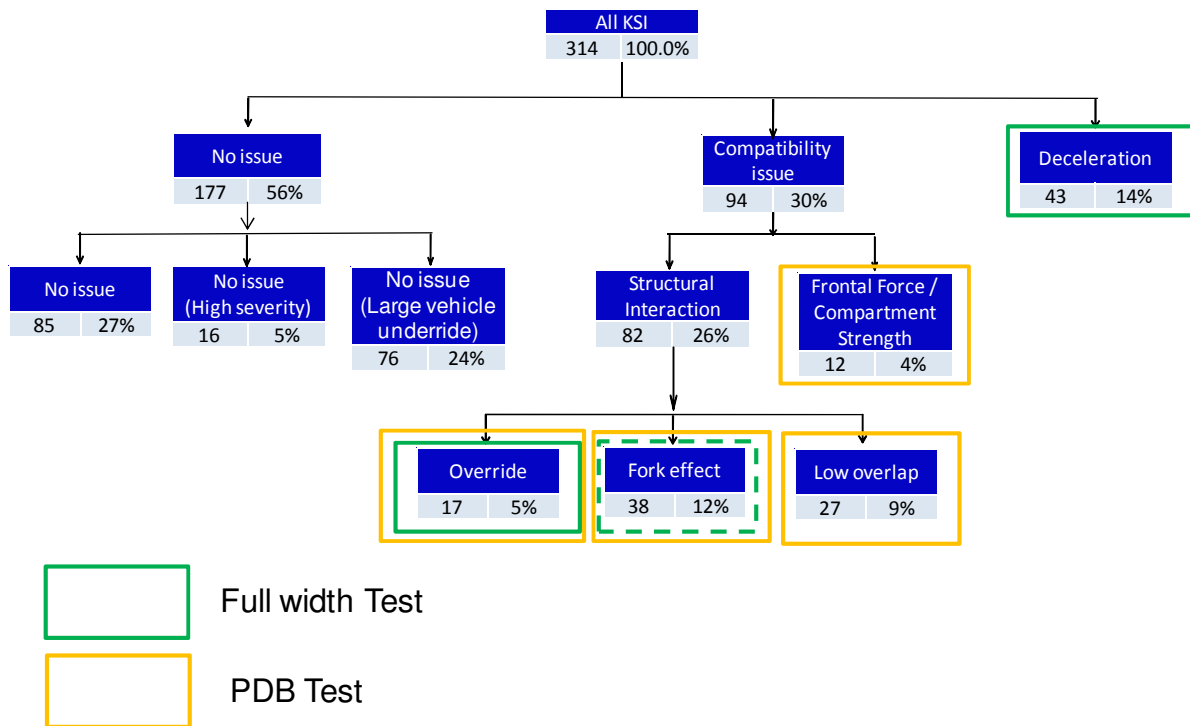 All KSI
314 100.0%
No issue
177 56%
Compatibility
issue
94 30%
Deceleration
43 14%
No issue
85 27%
No issue
(High severity)
16 5%
No issue
(Large vehicle
underride)
76 24%
Structural
Interaction
82 26%
Frontal Force /
Compartment
Strength
12 4%
Override
17 5%
Fork effect
38 12%
Low overlap
27 9%
Full width Test
PDB Test